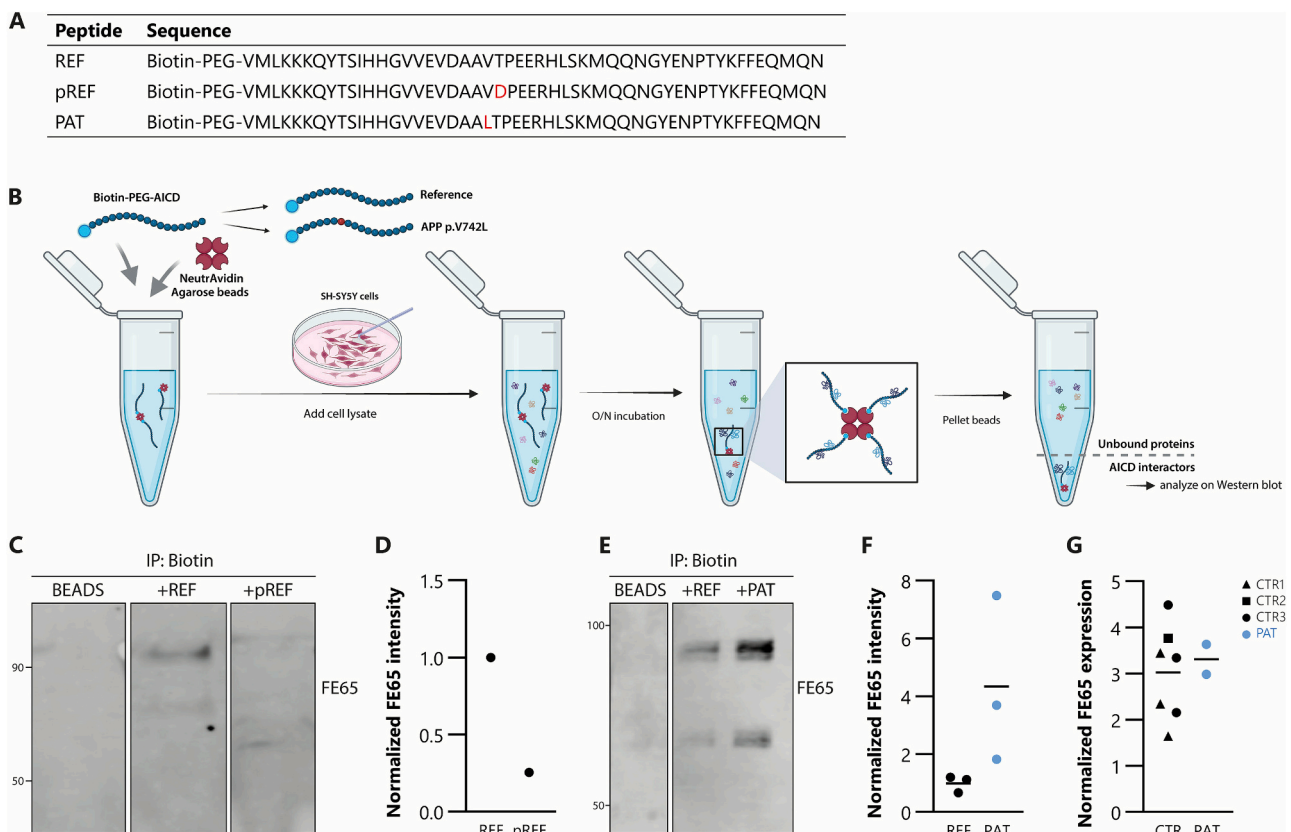 A
Peptide Sequence
REF Biotin-PEG-VMLKKKQYTSIHHGVVEVDAAVTPEERHLSKMQQNGYENPTYKFFEQMQN
pREF Biotin-PEG-VMLKKKQYTSIHHGVVEVDAAVDPEERHLSKMQQNGYENPTYKFFEQMQN
PAT Biotin-PEG-VMLKKKQYTSIHHGVVEVDAALTPEERHLSKMQQNGYENPTYKFFEQMQN
B
Biotin-PEG-AICD
Reference
APP p.V742L
NeutrAvidin
Agarose beads
SH-SY5Y cells
Add cell lysate
O/N incubation
Pellet beads
Unbound proteins
AICD interactors
analyze on Western blot
C
IP: Biotin
BEADS +REF +pREF
90
50
FE65
D
Normalized FE65 intensity
1.5
1.0
0.5
0.0
REF pREF
E
IP: Biotin
BEADS +REF +PAT
100
50
FE65
F
Normalized FE65 intensity
8
6
4
2
0
REF PAT
G
Normalized FE65 expression
5
4
3
2
1
0
CTR PAT
CTR1
CTR2
CTR3
PAT